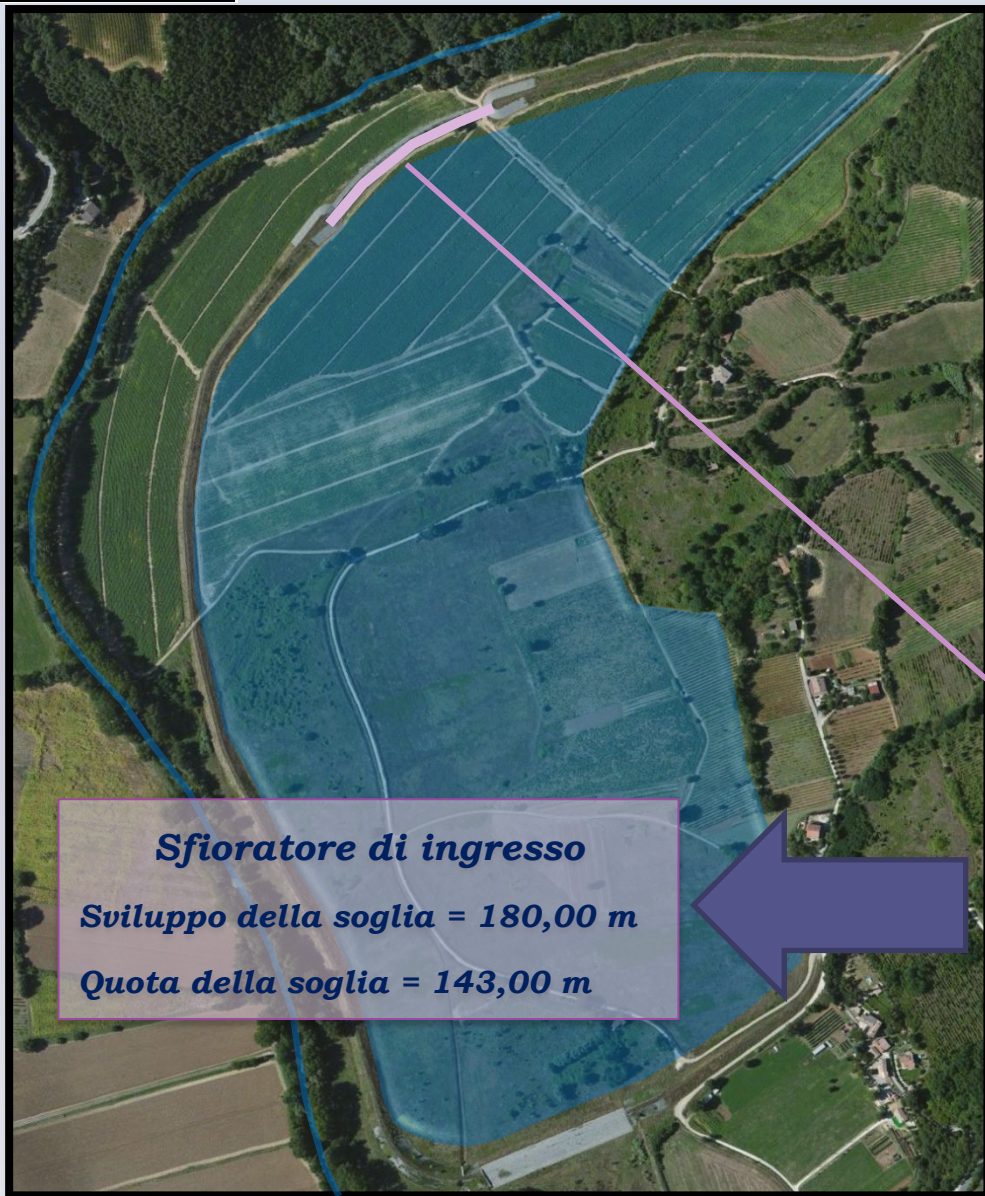 Sfioratore di ingresso
Sviluppo della soglia = 180,00 m
Quota della soglia = 143,00 m